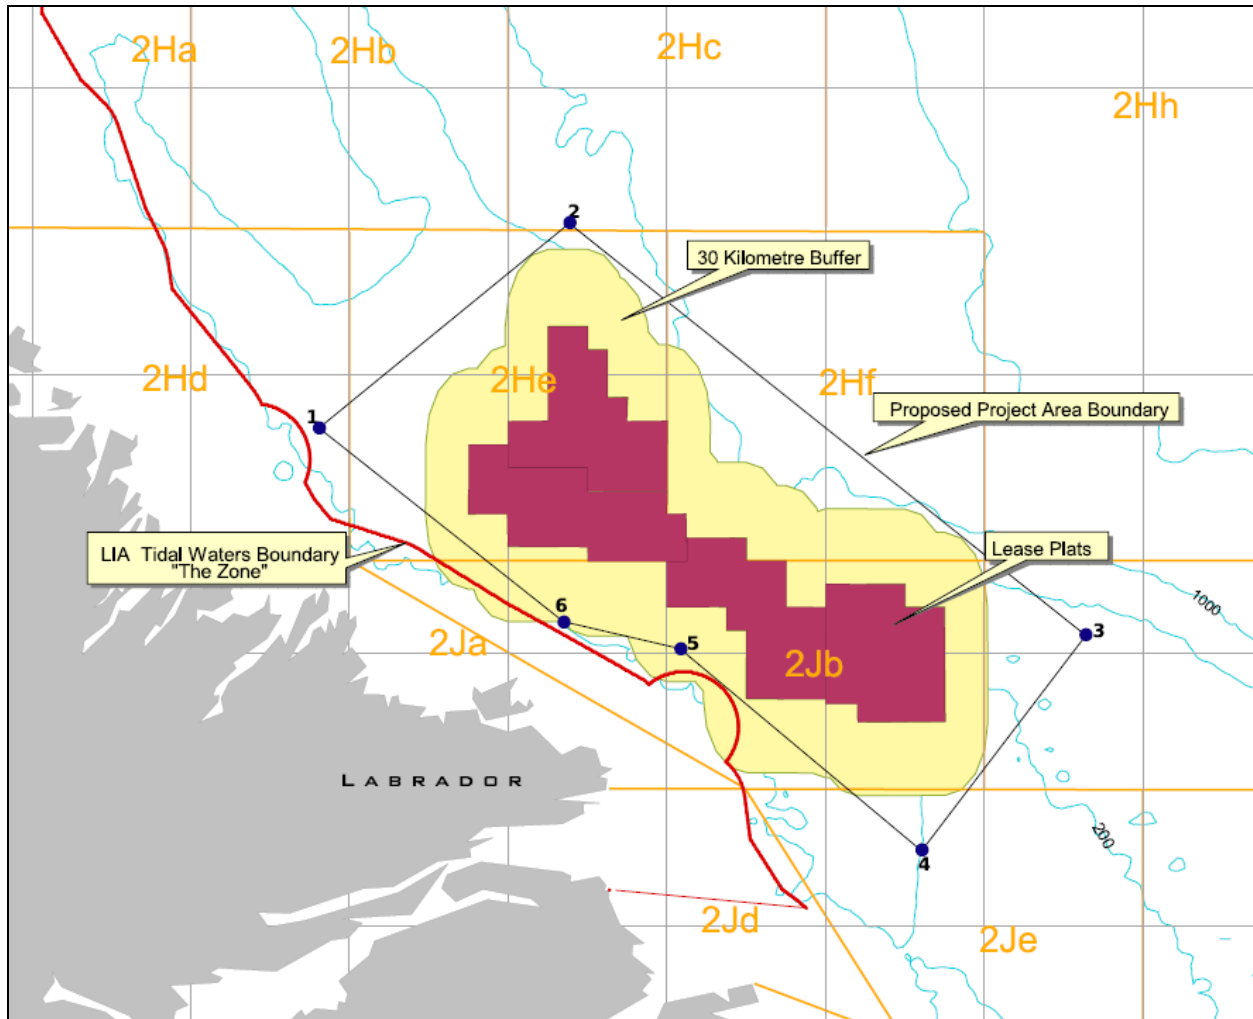 2Ha
2Hb
2Hc
2Hh
2
30 Kilometre Buffer
2Hd
2He
2Hf
Proposed Project Area Boundary
1
LIA Tidal Waters Boundary
"The Zone"
Lease Plats
1000
6
3
2Ja
5
2Jb
LABRADOR
200
4
2Jd
2Je